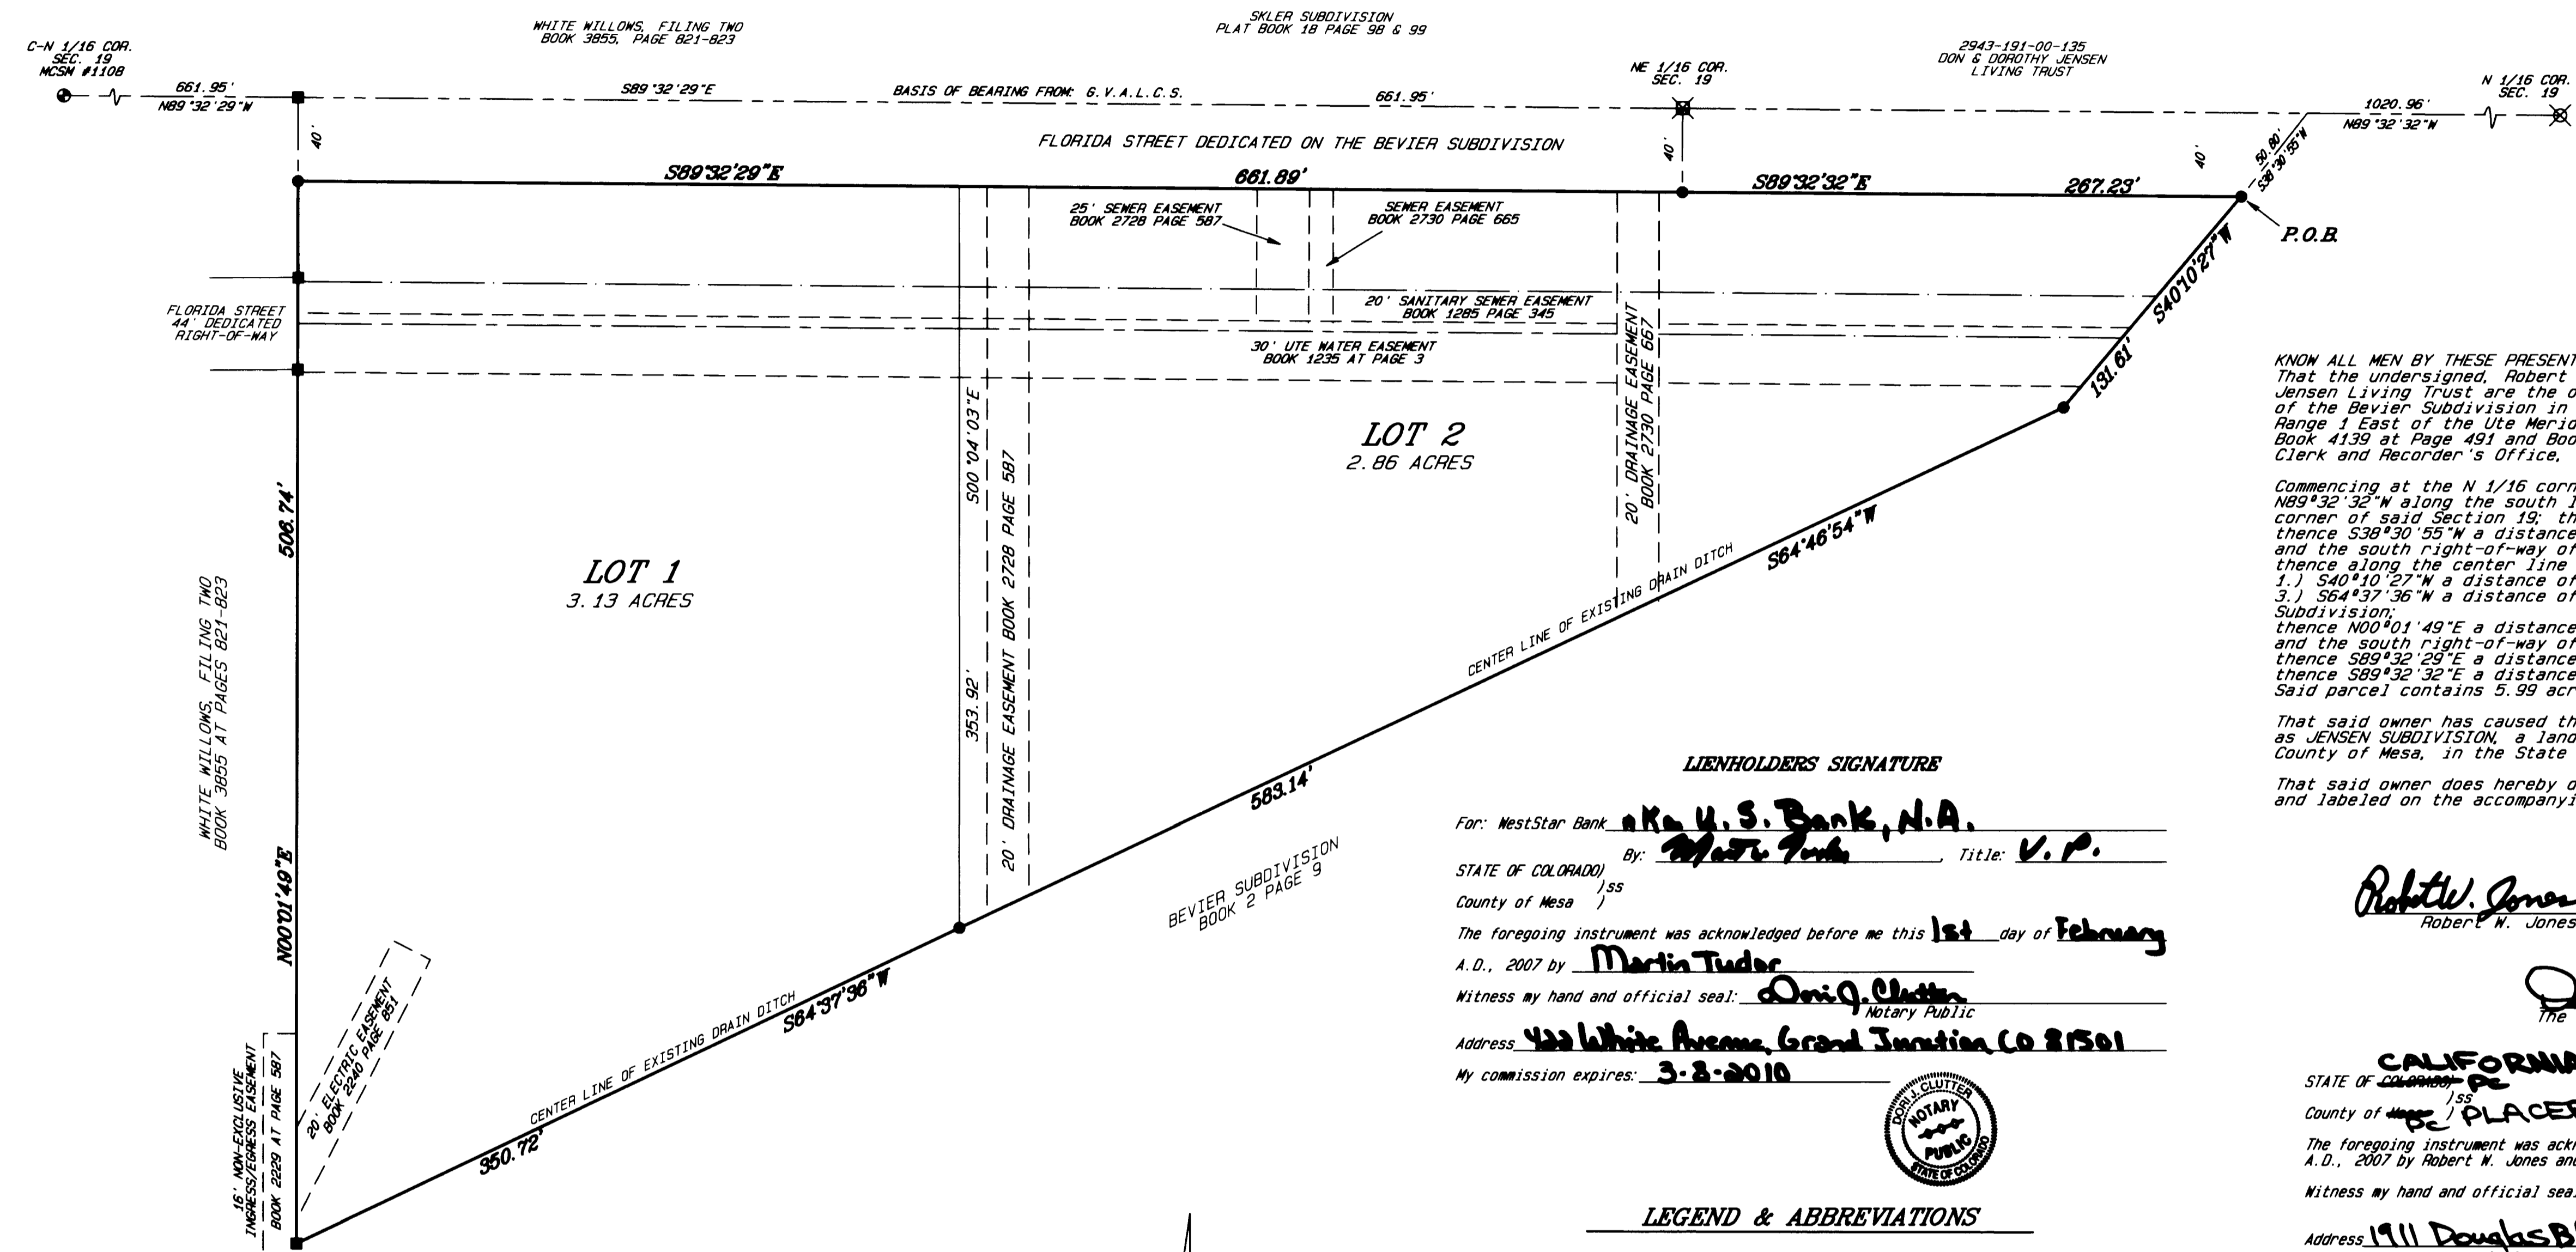 WHITE WILLOWS, FILING TWO
BOOK 3855, PAGE 821-823
SKLER SUBDIVISION
PLAT BOOK 18 PAGE 98 & 99
2943-191-00-135
DON & DOROTHY JENSEN
LIVING TRUST
C-N 1/16 COR.
SEC. 19
MCSM #1108
NE 1/16 COR.
SEC. 19
N 1/16 COR.
SEC. 19
661.95'
N89°32'29"W
S89°32'29"E
BASIS OF BEARING FROM: G.V.A.L.C.S.
661.95'
1020.96'
N89°32'32"W
40'
40'
40'
50.80'
S38°30'55"W
FLORIDA STREET DEDICATED ON THE BEVIER SUBDIVISION
S89°32'29"E
661.89'
S89°32'32"E
267.23'
P.O.B.
25' SEWER EASEMENT
BOOK 2728 PAGE 587
SEWER EASEMENT
BOOK 2730 PAGE 665
S40°10'27"W
131.61'
FLORIDA STREET
44' DEDICATED
RIGHT-OF-WAY
20' SANITARY SEWER EASEMENT
BOOK 1285 PAGE 345
30' UTE WATER EASEMENT
BOOK 1235 AT PAGE 3
20' DRAINAGE EASEMENT
BOOK 2730 PAGE 667
S00°04'03"E
353.92'
20' DRAINAGE EASEMENT BOOK 2728 PAGE 587
LOT 2
2.86 ACRES
LOT 1
3.13 ACRES
506.74'
N00°01'49"E
WHITE WILLOWS, FILING TWO
BOOK 3855 AT PAGES 821-823
S64°46'54"W
CENTER LINE OF EXISTING DRAIN DITCH
583.14'
BEVIER SUBDIVISION
BOOK 2 PAGE 9
S64°37'36"W
CENTER LINE OF EXISTING DRAIN DITCH
350.72'
20' ELECTRIC EASEMENT
BOOK 2240 PAGE 851
16' NON-EXCLUSIVE
INGRESS/EGRESS EASEMENT
BOOK 2229 AT PAGE 587
KNOW ALL MEN BY THESE PRESENT
That the undersigned, Robert
Jensen Living Trust are the o
of the Bevier Subdivision in
Range 1 East of the Ute Merid
Book 4139 at Page 491 and Boo
Clerk and Recorder's Office,
Commencing at the N 1/16 corn
N89°32'32"W along the south l
corner of said Section 19; th
thence S38°30'55"W a distance
and the south right-of-way of
thence along the center line
1.) S40°10'27"W a distance of
3.) S64°37'36"W a distance of
Subdivision;
thence N00°01'49"E a distance
and the south right-of-way of
thence S89°32'29"E a distance
thence S89°32'32"E a distance
Said parcel contains 5.99 acr
That said owner has caused th
as JENSEN SUBDIVISION, a land
County of Mesa, in the State
That said owner does hereby d
and labeled on the accompanyi
LIENHOLDERS SIGNATURE
For: WestStar Bank nka U.S. Bank, N.A.
By: , Title: V.P.
STATE OF COLORADO)
)ss
County of Mesa )
The foregoing instrument was acknowledged before me this 1st day of February
A.D., 2007 by Martin Tudor
Witness my hand and official seal: Dori J. Clutter
Notary Public
Address 422 White Avenue, Grand Junction, CO 81501
My commission expires: 3-8-2010
DORI J. CLUTTER
NOTARY
PUBLIC
STATE OF COLORADO
LEGEND & ABBREVIATIONS
Robert W. Jones
Robert W. Jones
The
CALIFORNIA
STATE OF COLORADO) PC
)ss
County of Mesa ) PLACER
PC
The foregoing instrument was ack
A.D., 2007 by Robert W. Jones an
Witness my hand and official sea
Address 1911 Douglas B